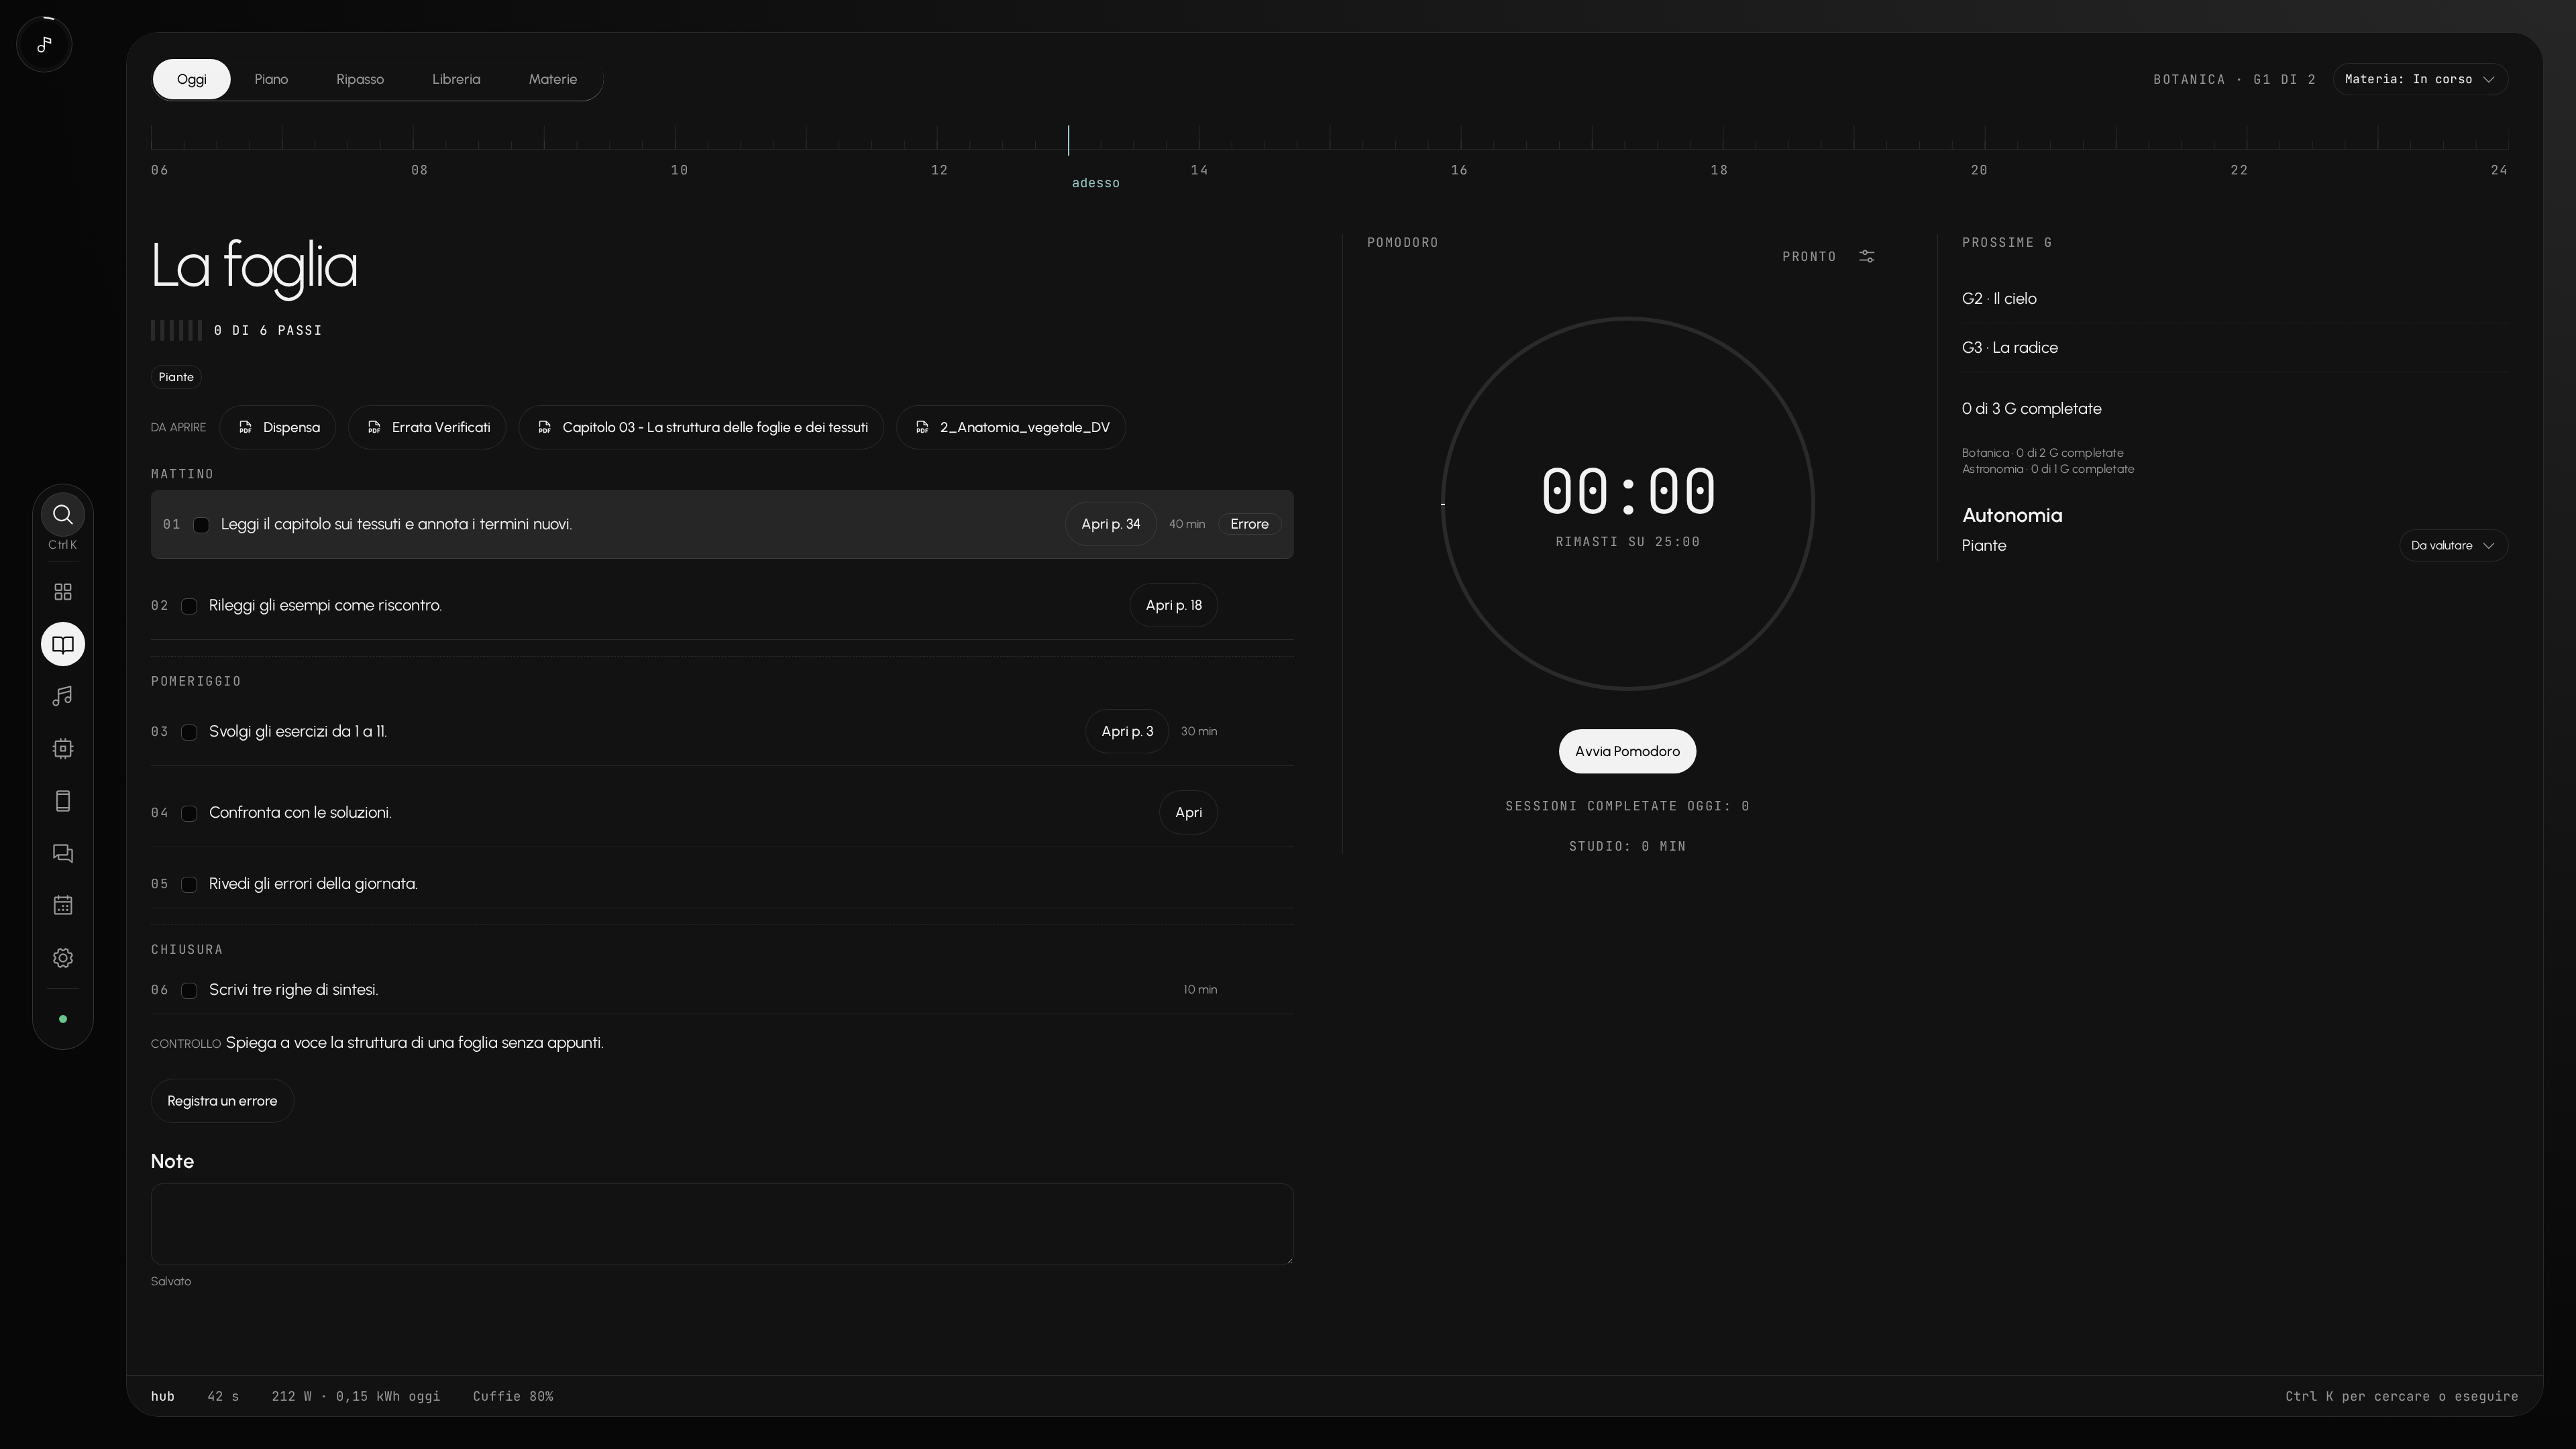 Oggi Piano Ripasso Libreria Materie
BOTANICA · G1 DI 2 Materia: In corso
06 08 10 12 14 16 18 20 22 24
adesso
La foglia
0 DI 6 PASSI
Piante
DA APRIRE PDF Dispensa PDF Errata Verificati PDF Capitolo 03 - La struttura delle foglie e dei tessuti PDF 2_Anatomia_vegetale_DV
MATTINO
01 Leggi il capitolo sui tessuti e annota i termini nuovi. Apri p. 34 40 min Errore
02 Rileggi gli esempi come riscontro. Apri p. 18
POMERIGGIO
03 Svolgi gli esercizi da 1 a 11. Apri p. 3 30 min
04 Confronta con le soluzioni. Apri
05 Rivedi gli errori della giornata.
CHIUSURA
06 Scrivi tre righe di sintesi. 10 min
CONTROLLO Spiega a voce la struttura di una foglia senza appunti.
Registra un errore
Note
Salvato
POMODORO
PRONTO
00:00
RIMASTI SU 25:00
Avvia Pomodoro
SESSIONI COMPLETATE OGGI: 0
STUDIO: 0 MIN
PROSSIME G
G2 · Il cielo
G3 · La radice
0 di 3 G completate
Botanica · 0 di 2 G completate
Astronomia · 0 di 1 G completate
Autonomia
Piante Da valutare
Ctrl K
hub 42 s 212 W · 0,15 kWh oggi Cuffie 80% Ctrl K per cercare o eseguire